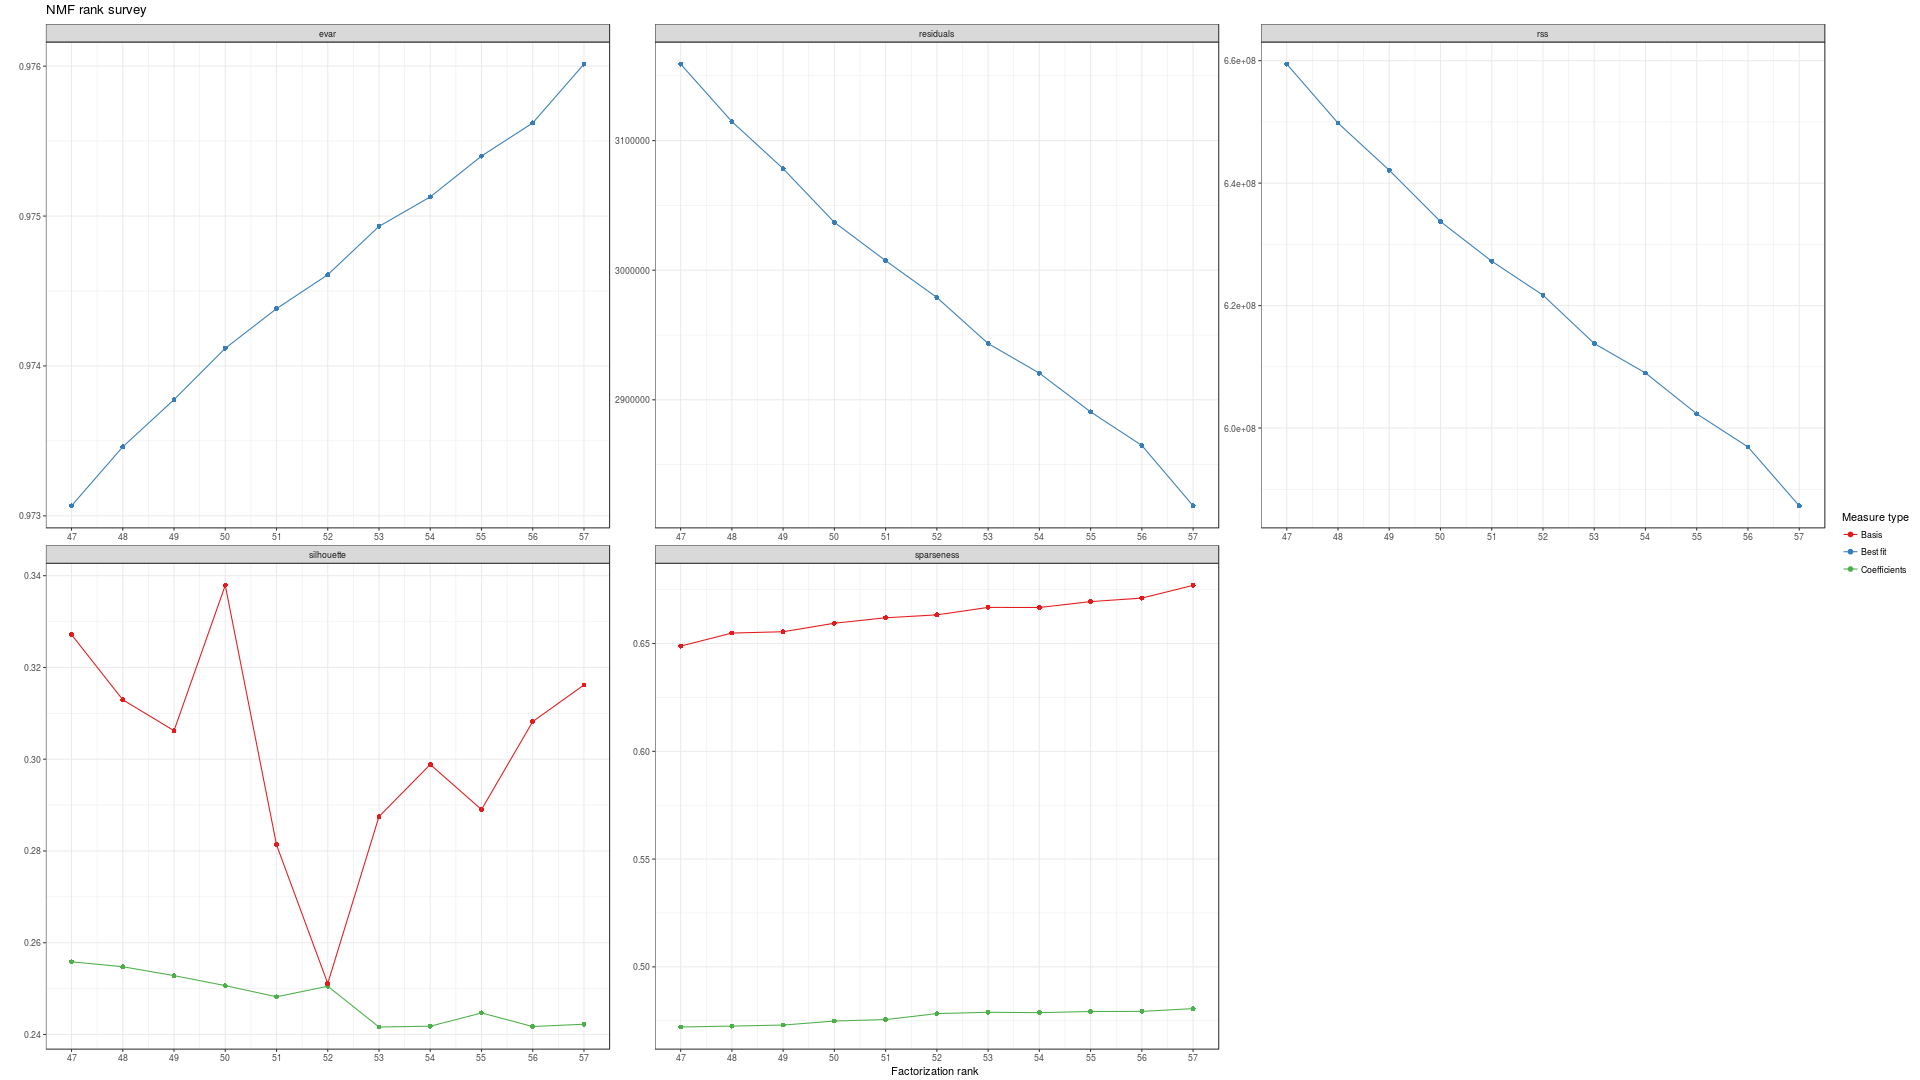 NMF rank survey
evar
residuals
rss
0.976
0.975
0.974
0.973
47 48 49 50 51 52 53 54 55 56 57
3100000
3000000
2900000
47 48 49 50 51 52 53 54 55 56 57
6.6e+08
6.4e+08
6.2e+08
6.0e+08
47 48 49 50 51 52 53 54 55 56 57
silhouette
sparseness
0.34
0.32
0.30
0.28
0.26
0.24
47 48 49 50 51 52 53 54 55 56 57
0.65
0.60
0.55
0.50
47 48 49 50 51 52 53 54 55 56 57
Factorization rank
Measure type
Basis
Best fit
Coefficients